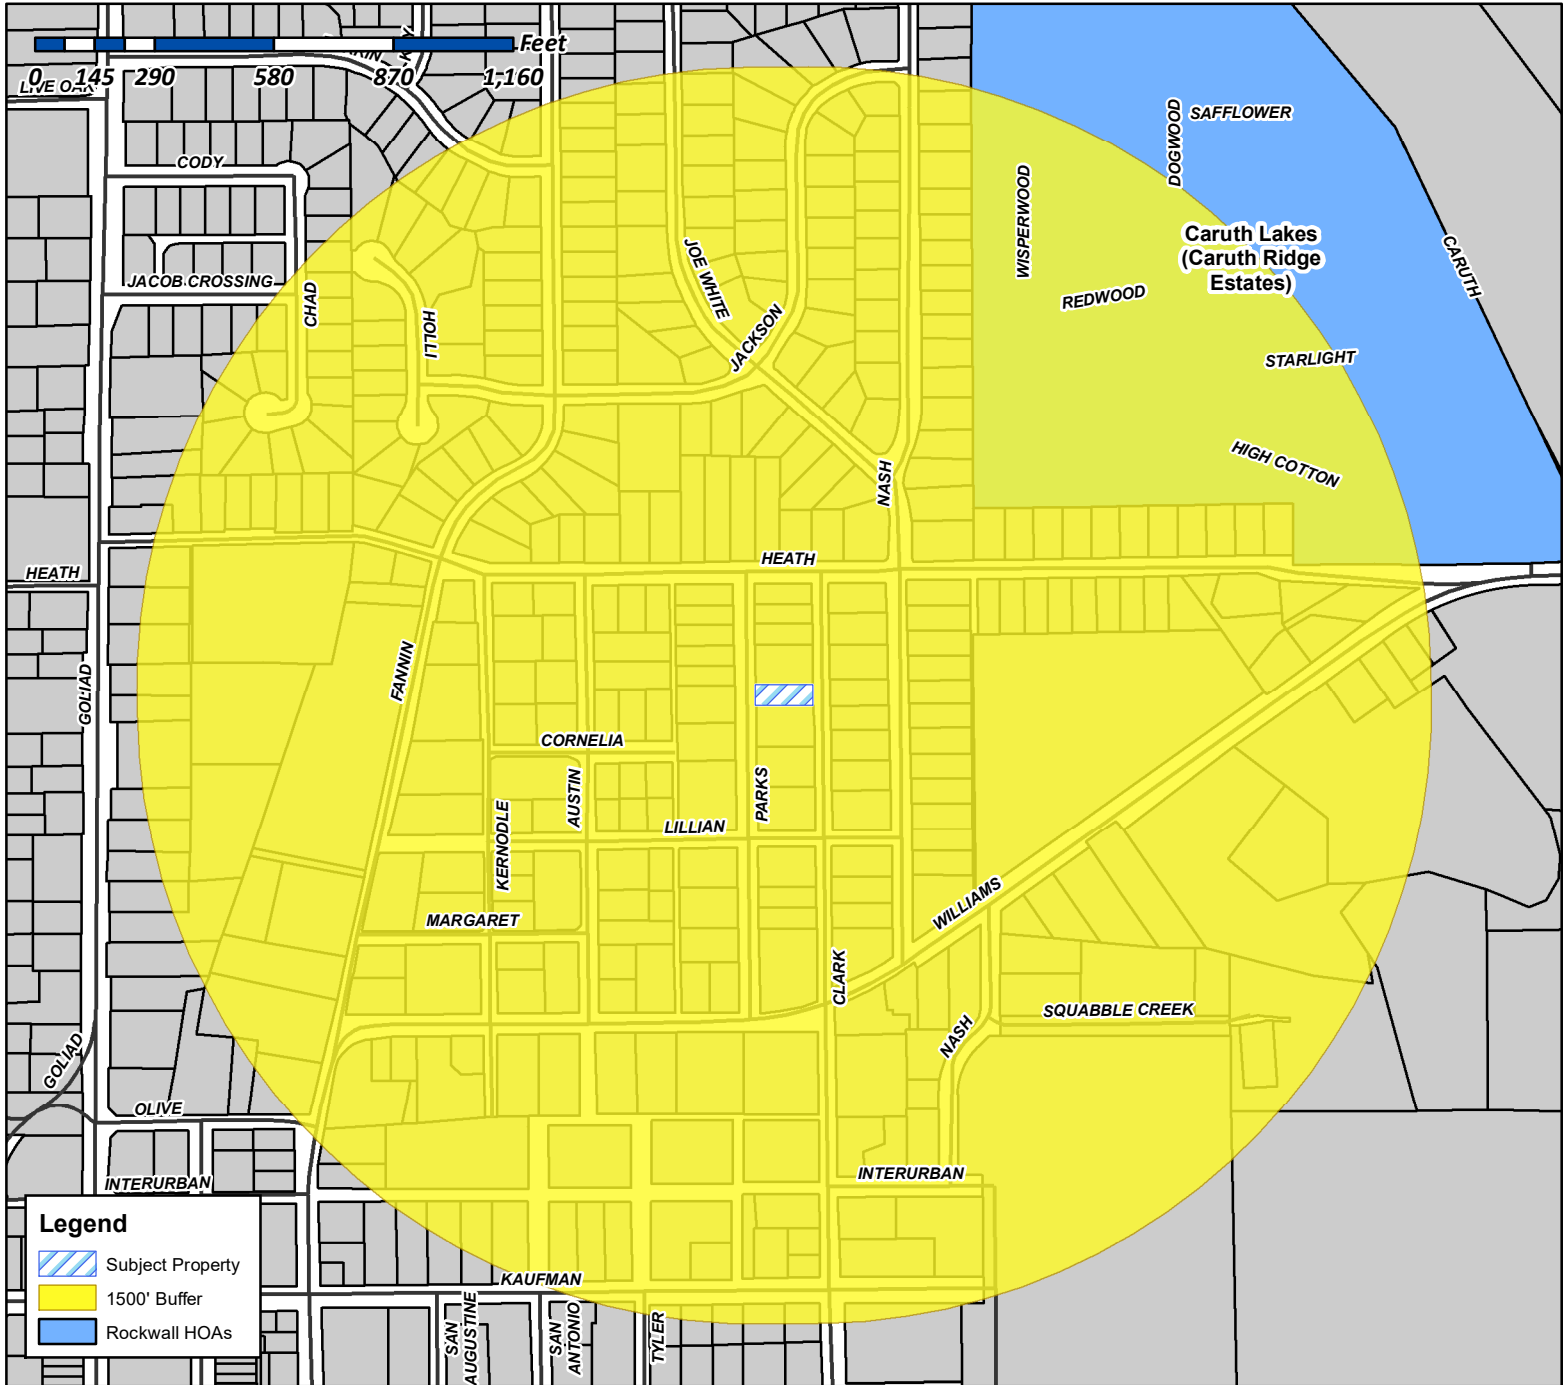 Feet
0 145 290 580 870 1,160
LIVE OAK
CODY
JACOB CROSSING
CHAD
HOLLI
JOE WHITE
JACKSON
NASH
WISPERWOOD
REDWOOD
DOGWOOD
SAFFLOWER
Caruth Lakes
(Caruth Ridge
Estates)
CARUTH
STARLIGHT
HIGH COTTON
HEATH
HEATH
GOLIAD
FANNIN
CORNELIA
AUSTIN
KERNODLE
PARKS
LILLIAN
MARGARET
WILLIAMS
CLARK
SQUABBLE CREEK
NASH
GOLIAD
OLIVE
INTERURBAN
INTERURBAN
KAUFMAN
SAN
AUGUSTINE
SAN
ANTONIO
TYLER
Legend
Subject Property
1500' Buffer
Rockwall HOAs